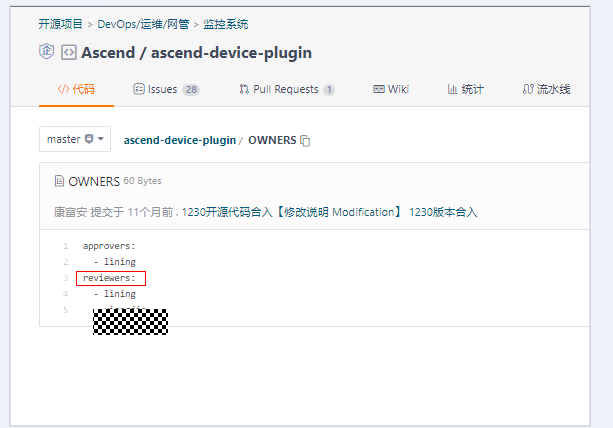 开源项目 > DevOps/运维/网管 > 监控系统
Ascend / ascend-device-plugin
代码 Issues 28 Pull Requests 1 Wiki 统计 流水线
master ascend-device-plugin / OWNERS
OWNERS 60 Bytes
康富安 提交于 11个月前 . 1230开源代码合入【修改说明 Modification】 1230版本合入
1 approvers:
2 - lining
3 reviewers:
4 - lining
5